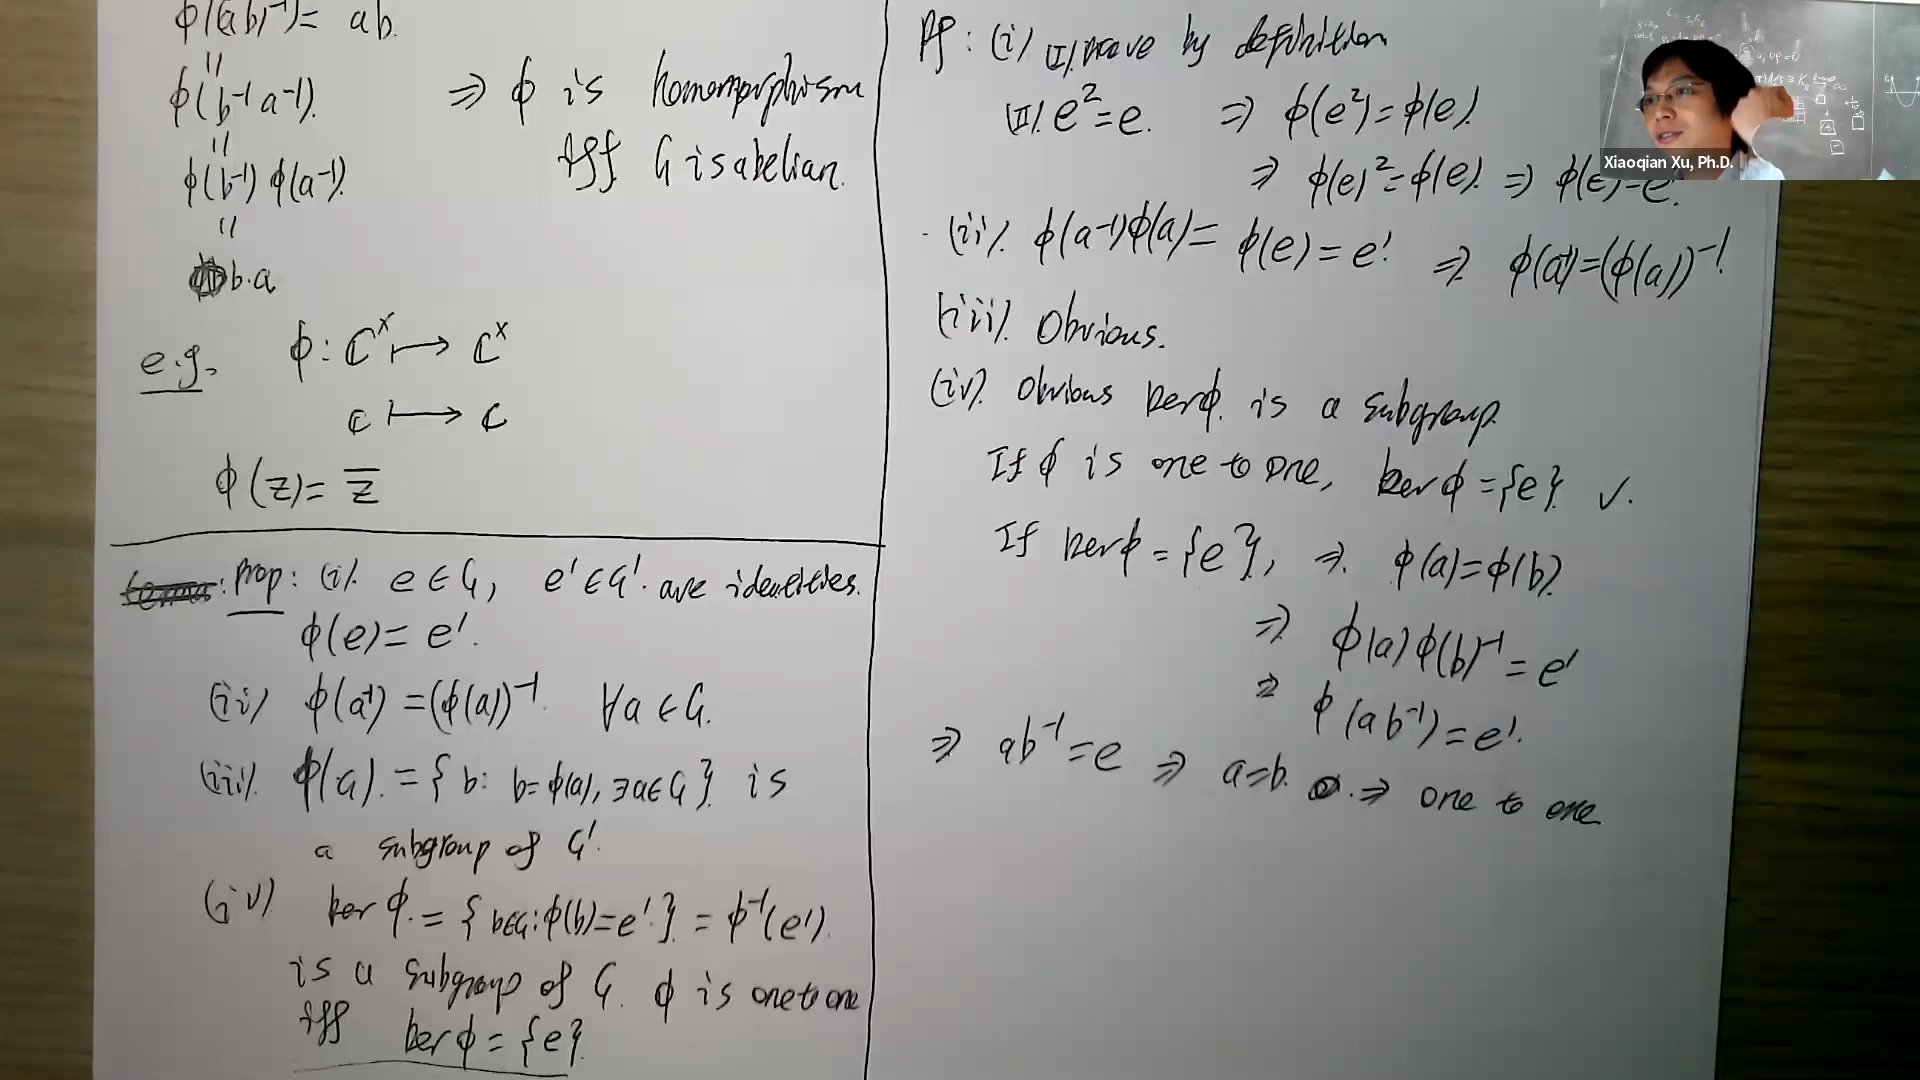 φ((ab)⁻¹) = ab.
||
φ(b⁻¹a⁻¹).
||
φ(b⁻¹) φ(a⁻¹).
||
b·a
⇒ φ is homomorphism
iff G is abelian.
e.g. φ: C^× ↦ C^×
C ↦ C
φ(z) = z̄
Prop: (i). e ∈ G, e' ∈ G'. are identities.
φ(e) = e'.
(ii) φ(a⁻¹) = (φ(a))⁻¹. ∀a ∈ G.
(iii). φ(G). = { b: b = φ(a), ∃a∈G }. is
a subgroup of G'.
(iv) ker φ. = { b∈G: φ(b) = e'. } = φ⁻¹(e').
is a subgroup of G. φ is one to one
iff ker φ = {e}.
Pf: (i) (I). prove by definition
(II). e² = e. ⇒ φ(e²) = φ(e).
⇒ φ(e)² = φ(e). ⇒ φ(e) = e'.
(ii). φ(a⁻¹)φ(a) = φ(e) = e'. ⇒ φ(a⁻¹) = (φ(a))⁻¹.
(iii). Obvious.
(iv). Obvious ker φ. is a subgroup.
If φ is one to one, ker φ = {e}. ✓.
If ker φ = {e}, ⇒. φ(a) = φ(b).
⇒ φ(a) φ(b)⁻¹ = e'
⇒ φ(ab⁻¹) = e'.
⇒ ab⁻¹ = e ⇒ a = b. ⇒ one to one
Xiaoqian Xu, Ph.D.